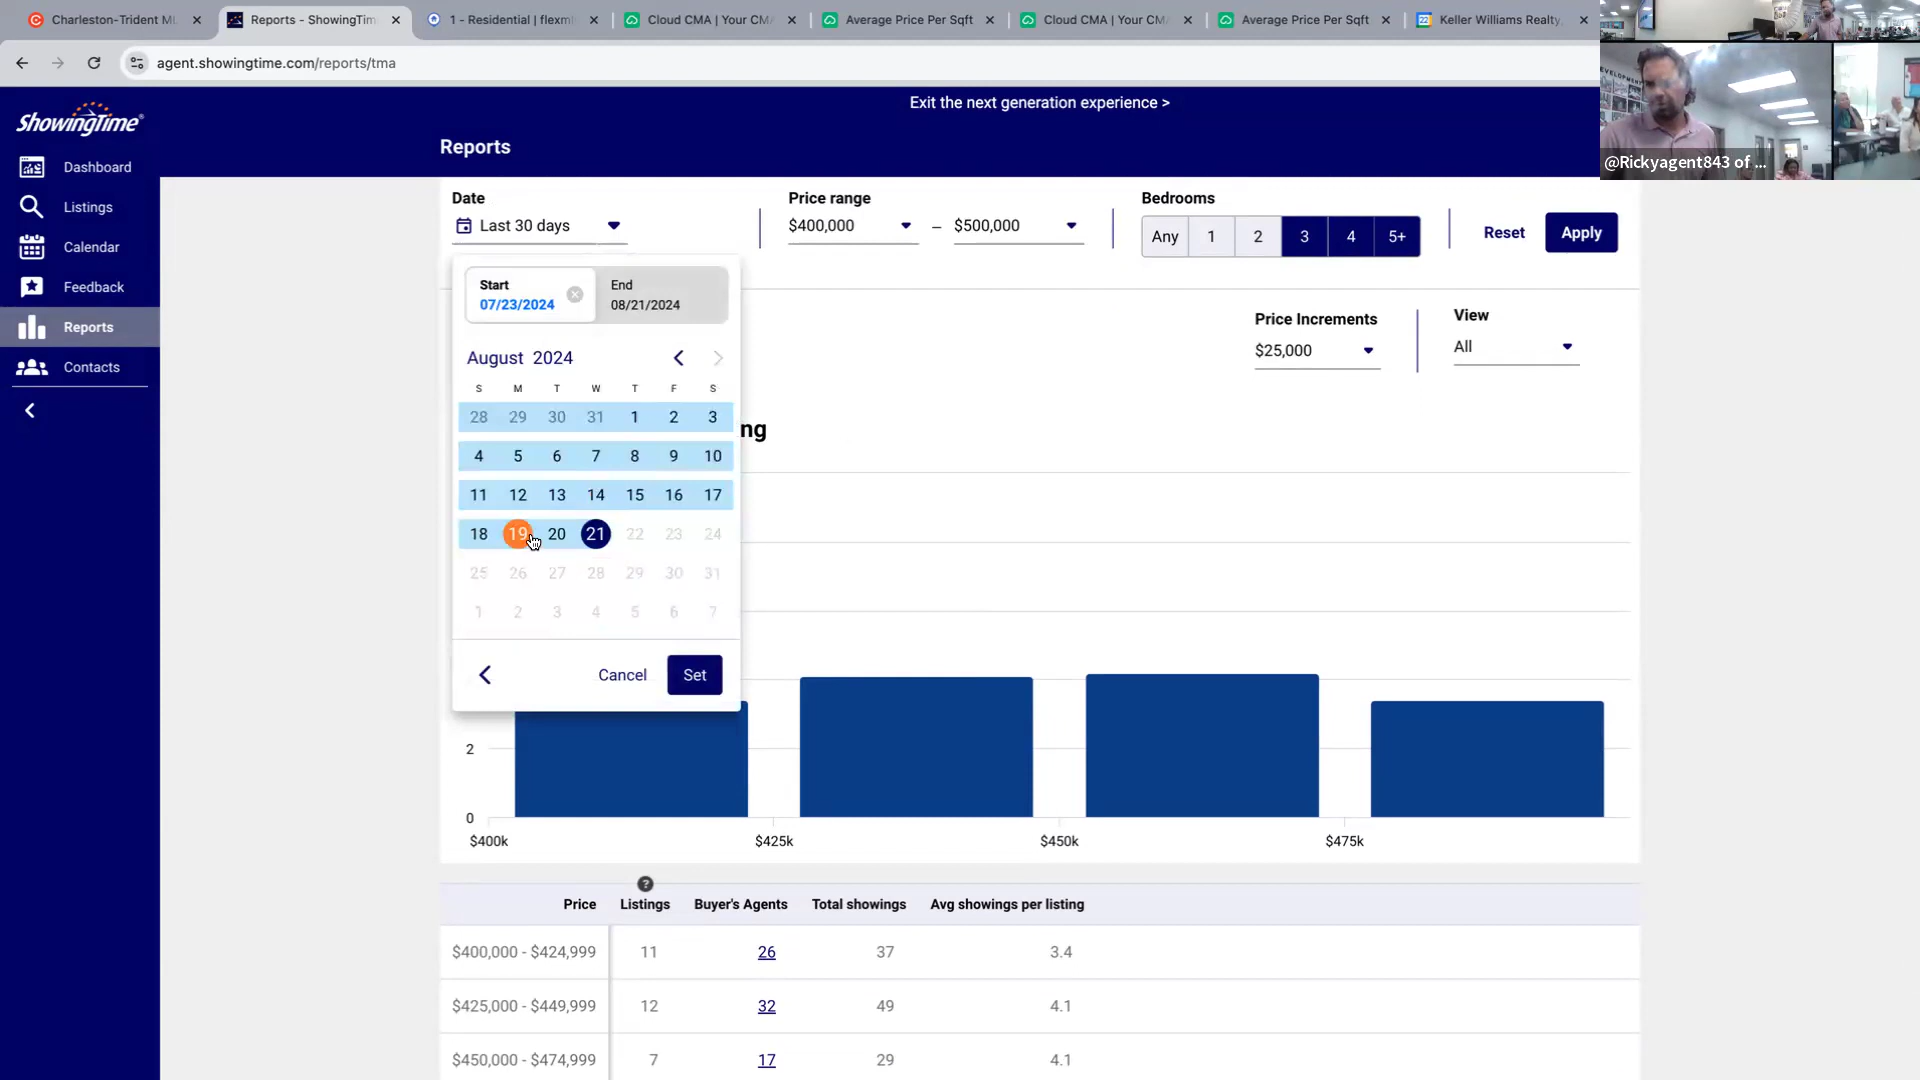 Charleston-Trident ML
Reports - ShowingTim
1 - Residential | flexml
Cloud CMA | Your CMA
Average Price Per Sqft
Cloud CMA | Your CM
Average Price Per Sqft
Keller Williams Realty,
agent.showingtime.com/reports/tma
Exit the next generation experience >
ShowingTime
Reports
@Rickyagent843 of ...
Dashboard
Listings
Calendar
Feedback
Reports
Contacts
Date
Last 30 days
Price range
$400,000
–
$500,000
Bedrooms
Any 1 2 3 4 5+
Reset
Apply
Start
07/23/2024
End
08/21/2024
Price Increments
$25,000
View
All
August 2024
S M T W T F S
28 29 30 31 1 2 3
ng
4 5 6 7 8 9 10
11 12 13 14 15 16 17
18 19 20 21 22 23 24
25 26 27 28 29 30 31
1 2 3 4 5 6 7
Cancel
Set
2
0
$400k $425k $450k $475k
?
Price Listings Buyer's Agents Total showings Avg showings per listing
$400,000 - $424,999 11 26 37 3.4
$425,000 - $449,999 12 32 49 4.1
$450,000 - $474,999 7 17 29 4.1